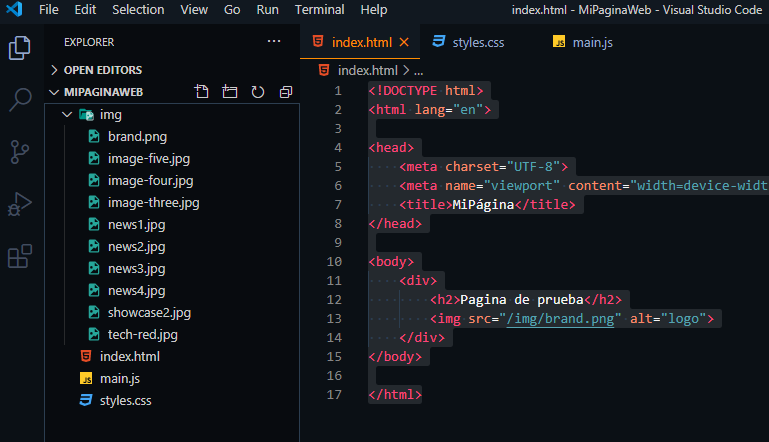 File Edit Selection View Go Run Terminal Help index.html - MiPaginaWeb - Visual Studio Code
EXPLORER ···
index.html × styles.css main.js
OPEN EDITORS
index.html > ...
MIPAGINAWEB
img
brand.png
image-five.jpg
image-four.jpg
image-three.jpg
news1.jpg
news2.jpg
news3.jpg
news4.jpg
showcase2.jpg
tech-red.jpg
index.html
JS main.js
styles.css
1 <!DOCTYPE html>
2 <html lang="en">
3
4 <head>
5 <meta charset="UTF-8">
6 <meta name="viewport" content="width=device-widt
7 <title>MiPágina</title>
8 </head>
9
10 <body>
11 <div>
12 <h2>Pagina de prueba</h2>
13 <img src="/img/brand.png" alt="logo">
14 </div>
15 </body>
16
17 </html>